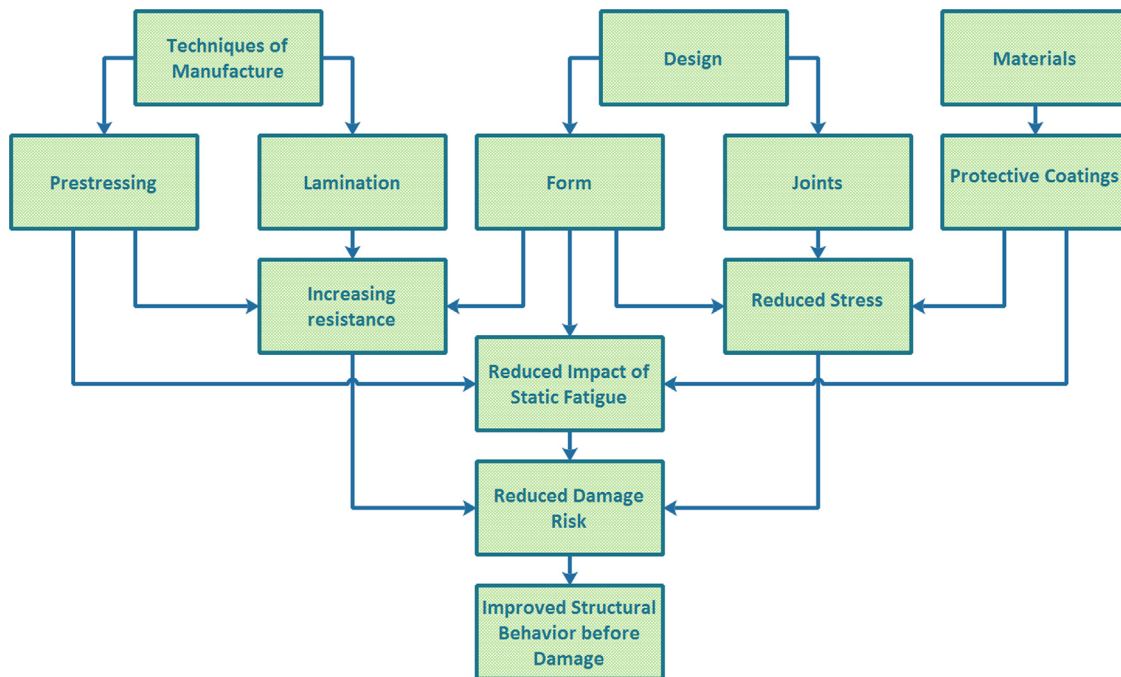 Techniques of
Manufacture
Design
Materials
Prestressing
Lamination
Form
Joints
Protective Coatings
Increasing
resistance
Reduced Stress
Reduced Impact of
Static Fatigue
Reduced Damage
Risk
Improved Structural
Behavior before
Damage